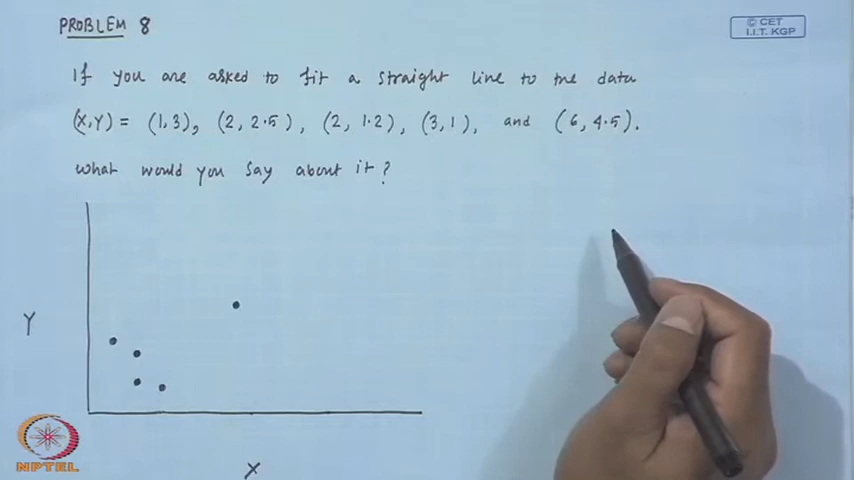 PROBLEM 8
© CET
I.I.T. KGP
If you are asked to fit a straight line to the data
(X,Y) = (1,3), (2, 2.5), (2, 1.2), (3,1), and (6, 4.5).
What would you say about it?
Y
X
NPTEL